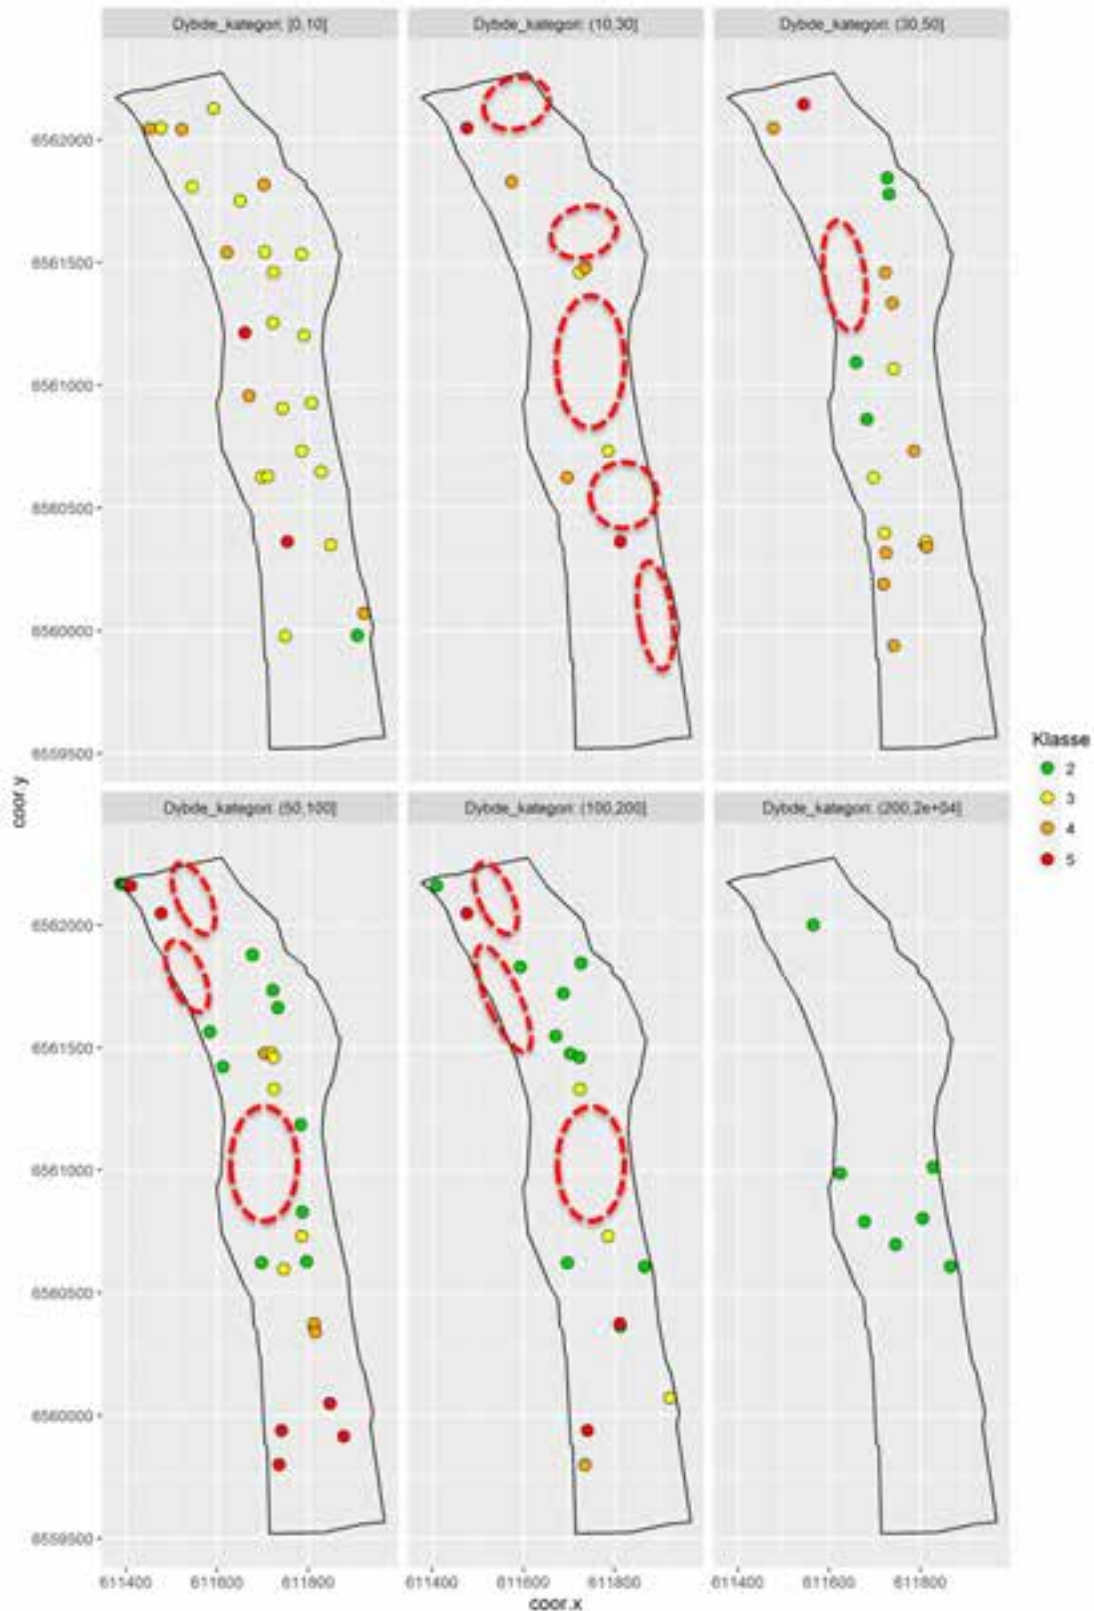 Dybde_kategori: [0,10]
Dybde_kategori: (10,30]
Dybde_kategori: (30,50]
6562000
6561500
6561000
6560500
6560000
6559500
coor.y
Klasse
2
3
4
5
Dybde_kategori: (50,100]
Dybde_kategori: (100,200]
Dybde_kategori: (200,2e+04]
6562000
6561500
6561000
6560500
6560000
6559500
611400 611600 611800 611400 611600 611800 611400 611600 611800
coor.x